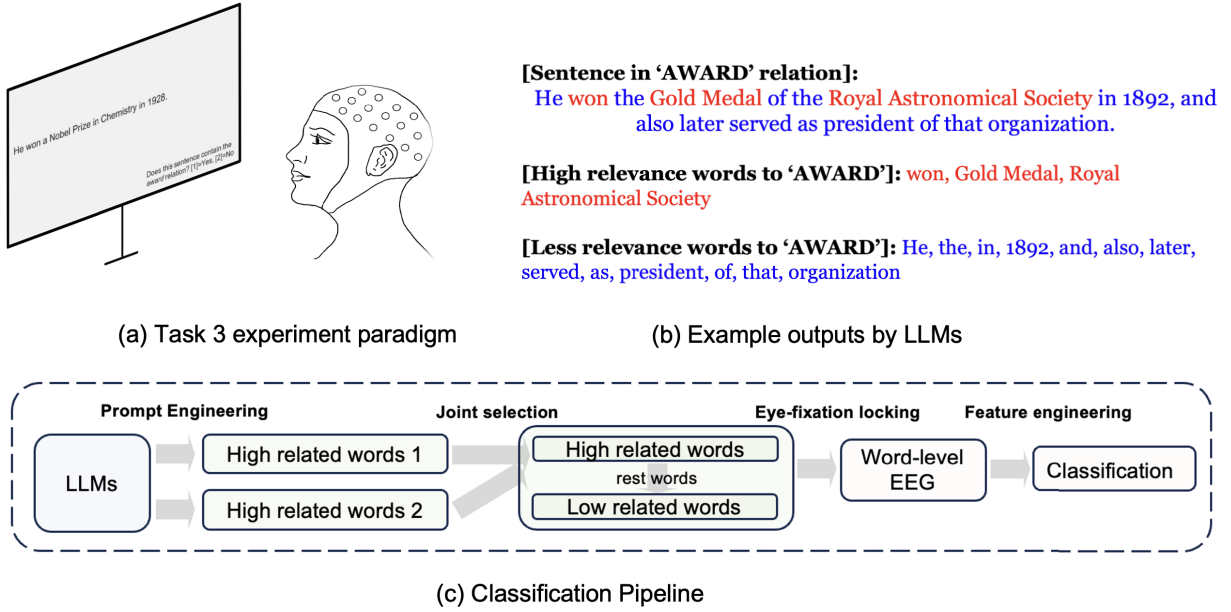 He won a Nobel Prize in Chemistry in 1928.
Does this sentence contain the
award relation? [1]=Yes, [2]=No
(a) Task 3 experiment paradigm
[Sentence in ‘AWARD’ relation]:
He won the Gold Medal of the Royal Astronomical Society in 1892, and
also later served as president of that organization.
[High relevance words to ‘AWARD’]: won, Gold Medal, Royal
Astronomical Society
[Less relevance words to ‘AWARD’]: He, the, in, 1892, and, also, later,
served, as, president, of, that, organization
(b) Example outputs by LLMs
Prompt Engineering
Joint selection
Eye-fixation locking
Feature engineering
LLMs
High related words 1
High related words 2
High related words
rest words
Low related words
Word-level
EEG
Classification
(c) Classification Pipeline